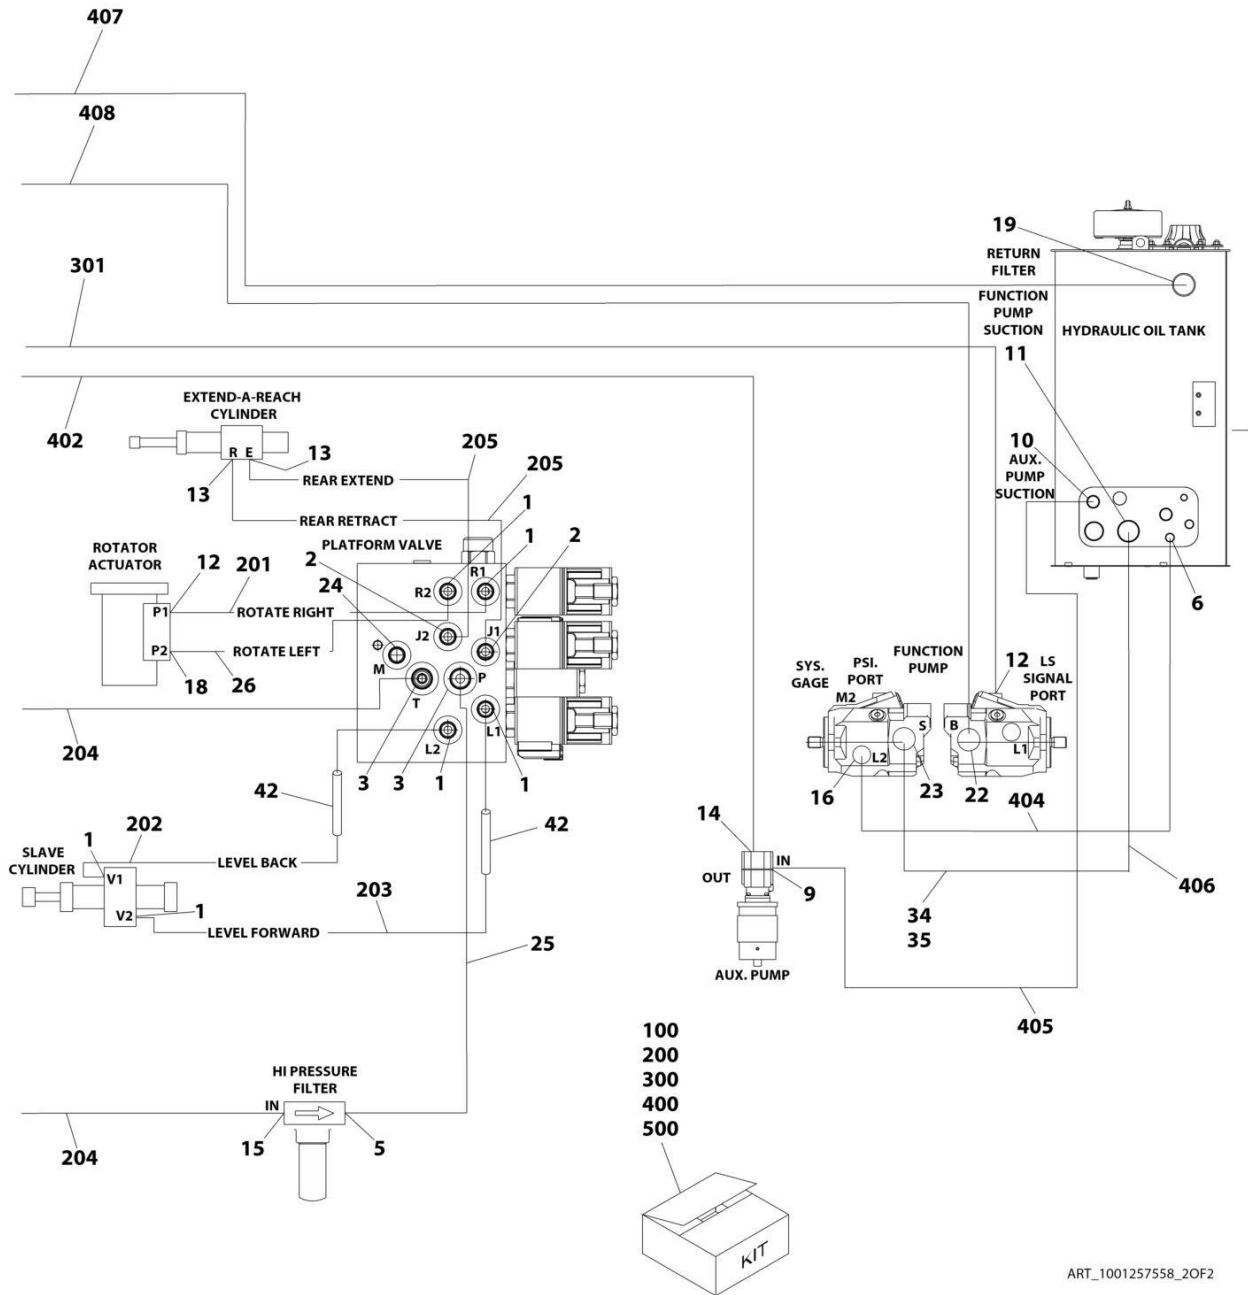 407
408
19
RETURN
FILTER
301
FUNCTION
PUMP
SUCTION
HYDRAULIC OIL TANK
11
402
EXTEND-A-REACH
CYLINDER
R E
13
13
205
205
REAR EXTEND
REAR RETRACT
10
AUX.
PUMP
SUCTION
6
1
1
2
PLATFORM VALVE
2
24
R1
R2
J2
J1
M
T
P
L1
L2
ROTATOR
ACTUATOR
12
201
P1
ROTATE RIGHT
P2
ROTATE LEFT
18
26
204
3
3
1
1
SYS.
GAGE
PSI.
PORT
M2
FUNCTION
PUMP
12
LS
SIGNAL
PORT
S
B
L2
L1
16
23
22
404
42
42
1
202
SLAVE
CYLINDER
V1
LEVEL BACK
V2
1
LEVEL FORWARD
203
25
14
IN
OUT
9
AUX. PUMP
34
35
406
405
HI PRESSURE
FILTER
IN
204
15
5
100
200
300
400
500
KIT
ART_1001257558_2OF2